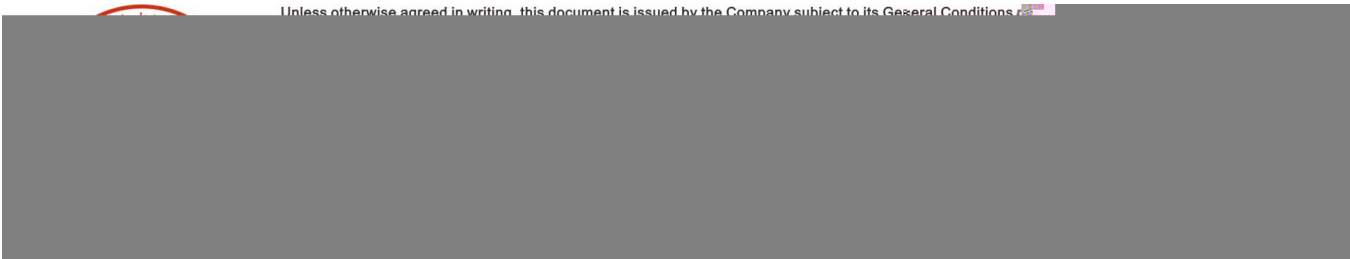 Unless otherwise agreed in writing, this document is issued by the Company subject to its General Conditions